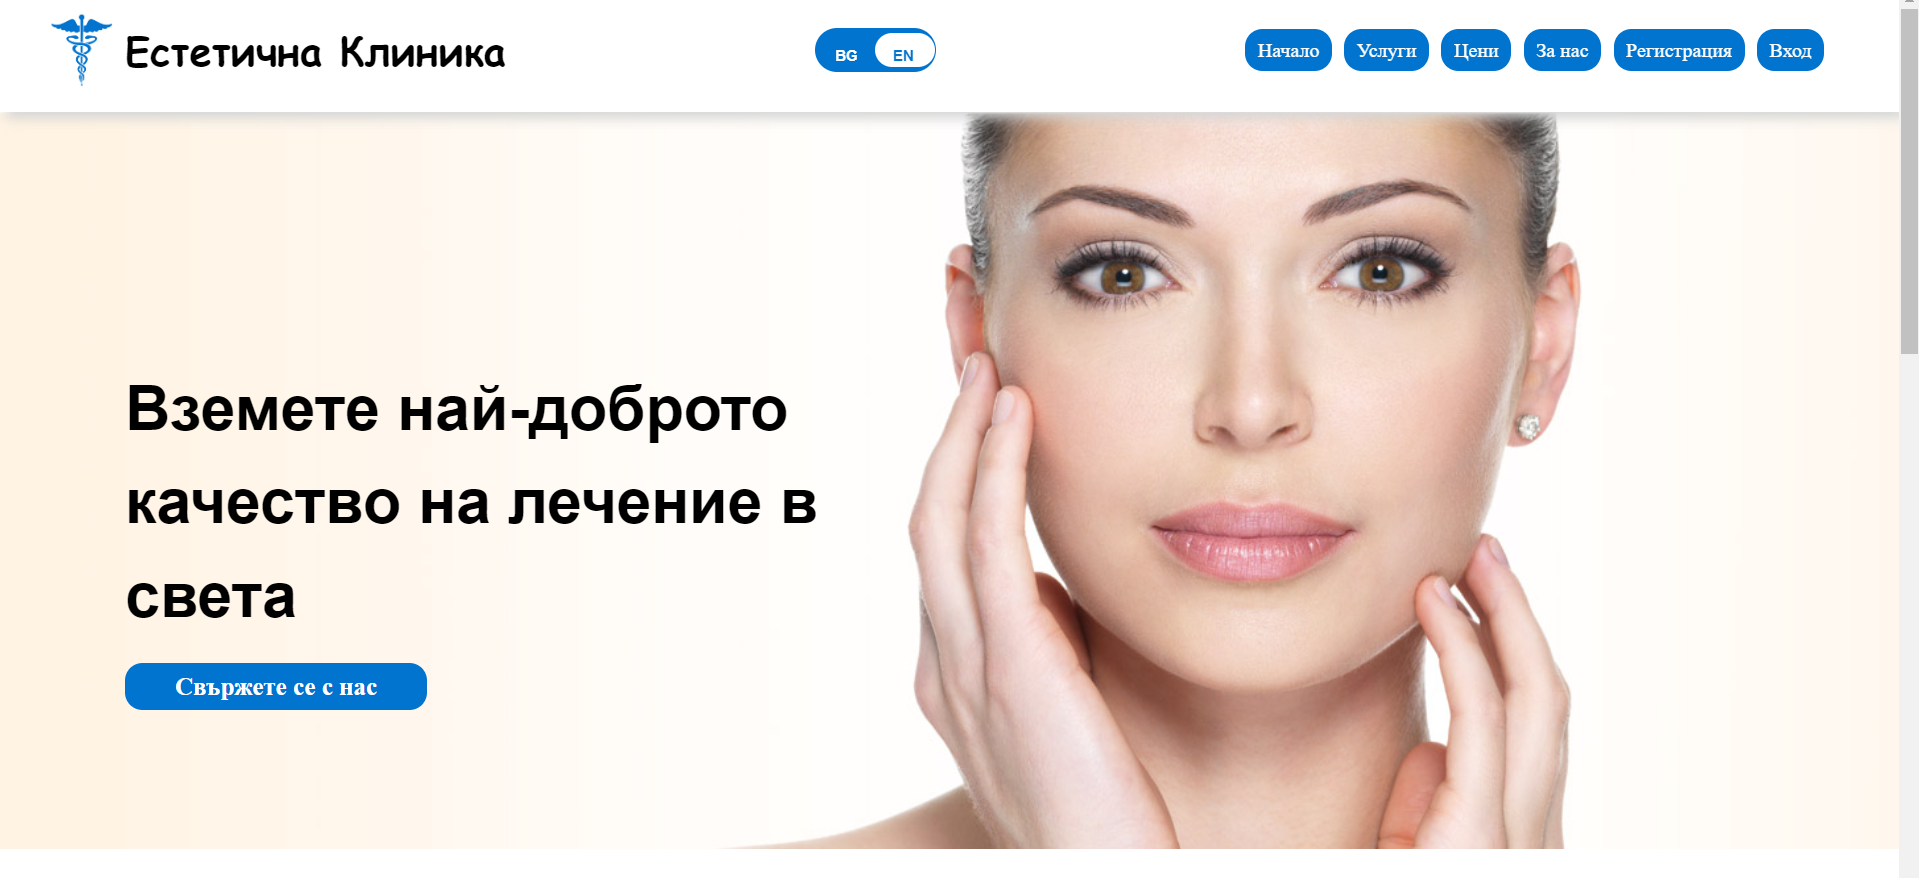 Естетична Клиника
BG EN
Начало Услуги Цени За нас Регистрация Вход
Вземете най-доброто
качество на лечение в
света
Свържете се с нас